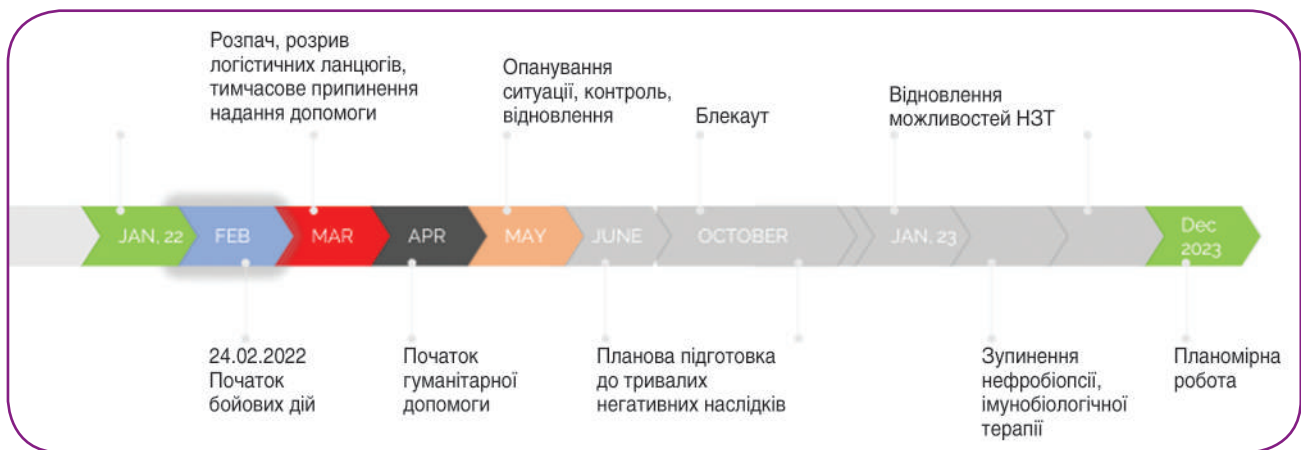 Розпач, розрив
логістичних ланцюгів,
тимчасове припинення
надання допомоги
Опанування
ситуації, контроль,
відновлення
Блекаут
Відновлення
можливостей НЗТ
JAN, 22
FEB
MAR
APR
MAY
JUNE
OCTOBER
JAN, 23
Dec
2023
24.02.2022
Початок
бойових дій
Початок
гуманітарної
допомоги
Планова підготовка
до тривалих
негативних наслідків
Зупинення
нефробіопсії,
імунобіологічної
терапії
Планомірна
робота